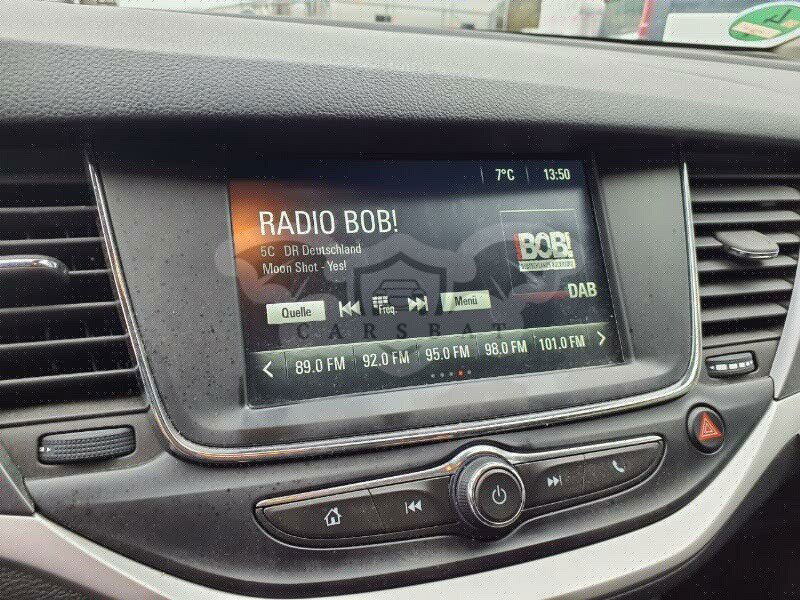 7°C 13:50
RADIO BOB!
5C DR Deutschland
Moon Shot - Yes!
BOB!
DAB
Quelle Freq. Menü
CARSBAT
89.0 FM 92.0 FM 95.0 FM 98.0 FM 101.0 FM